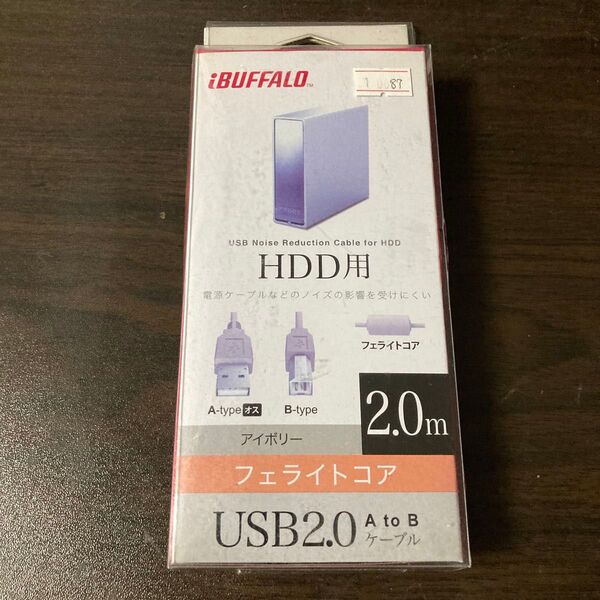 iBUFFALO™
87
USB Noise Reduction Cable for HDD
HDD用
電源ケーブルなどのノイズの影響を受けにくい
フェライトコア
A-type オス
B-type
2.0m
アイボリー
フェライトコア
USB2.0 A to B ケーブル